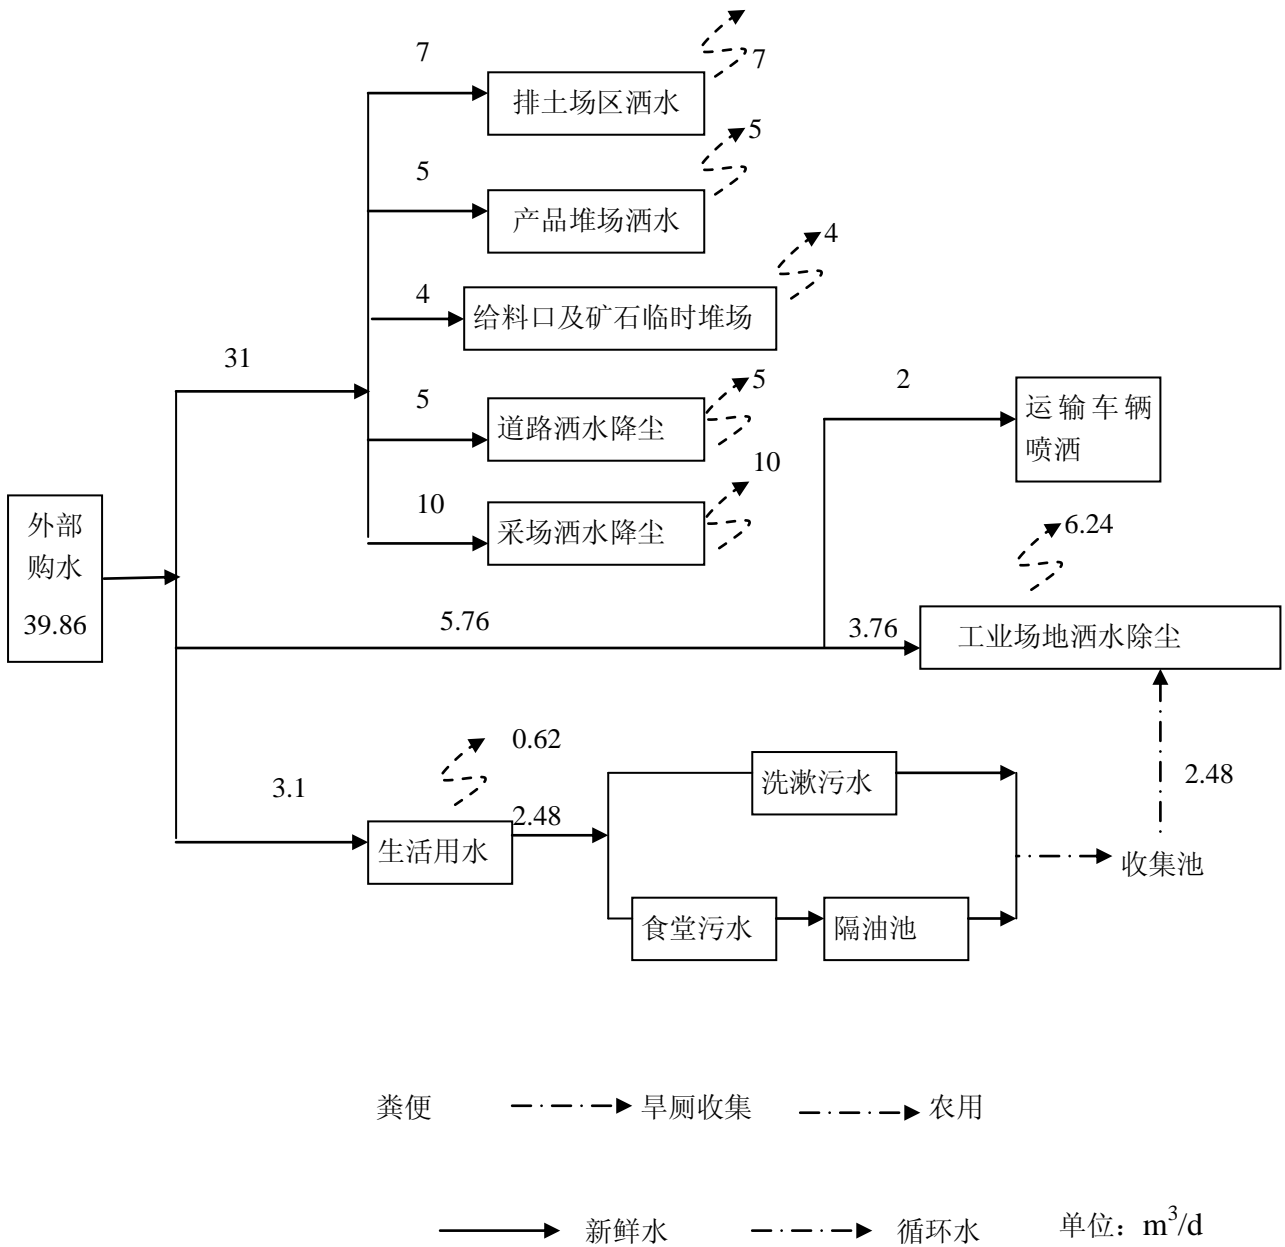 7
7
排土场区洒水
5
5
产品堆场洒水
4
4
给料口及矿石临时堆场
31
5
5
道路洒水降尘
2
运输车辆
喷洒
10
10
采场洒水降尘
外部
购水
39.86
6.24
5.76
3.76
工业场地洒水除尘
0.62
3.1
2.48
生活用水
洗漱污水
2.48
收集池
食堂污水
隔油池
粪便
旱厕收集
农用
新鲜水
循环水
单位：m³/d